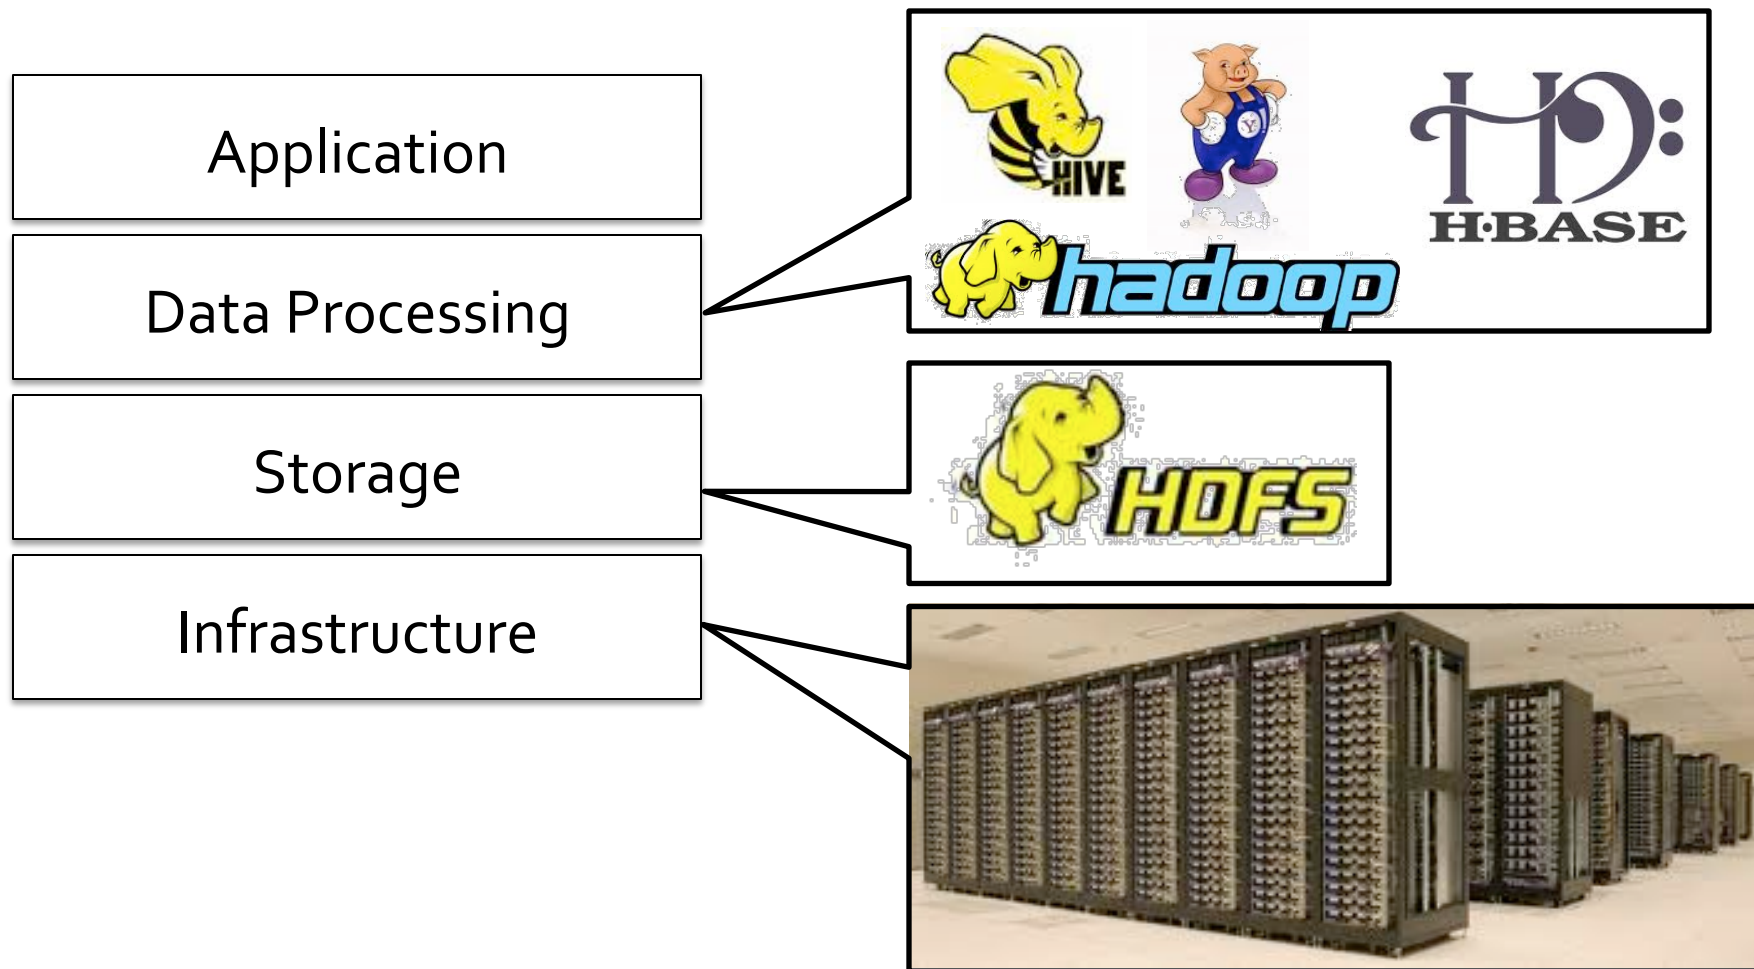 Application
Data Processing
Storage
Infrastructure
HIVE
Y!
H·BASE
hadoop
HDFS